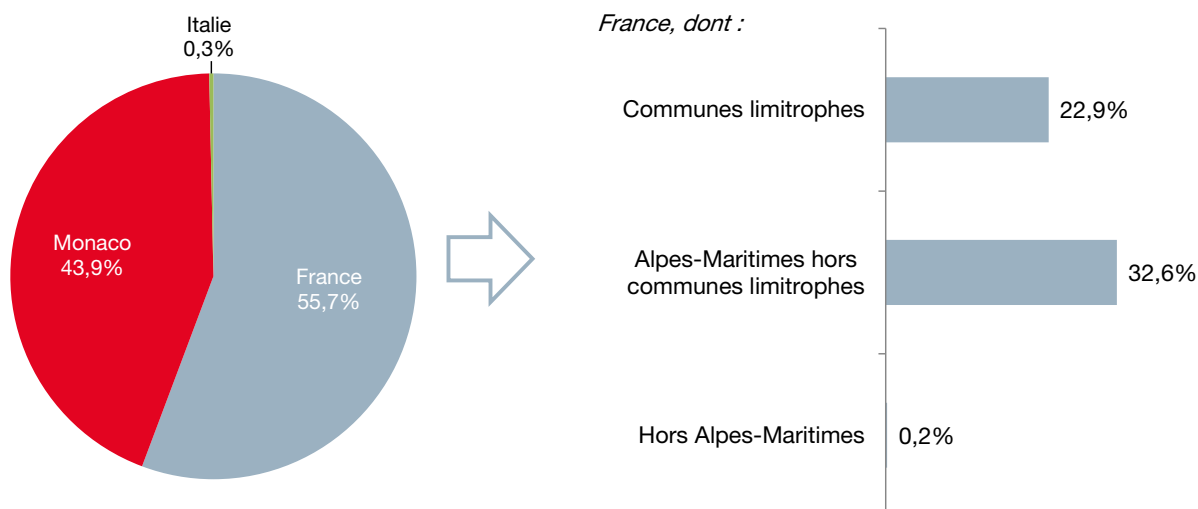 Italie
0,3%
Monaco
43,9%
France
55,7%
France, dont :
Communes limitrophes
22,9%
Alpes-Maritimes hors
communes limitrophes
32,6%
Hors Alpes-Maritimes
0,2%